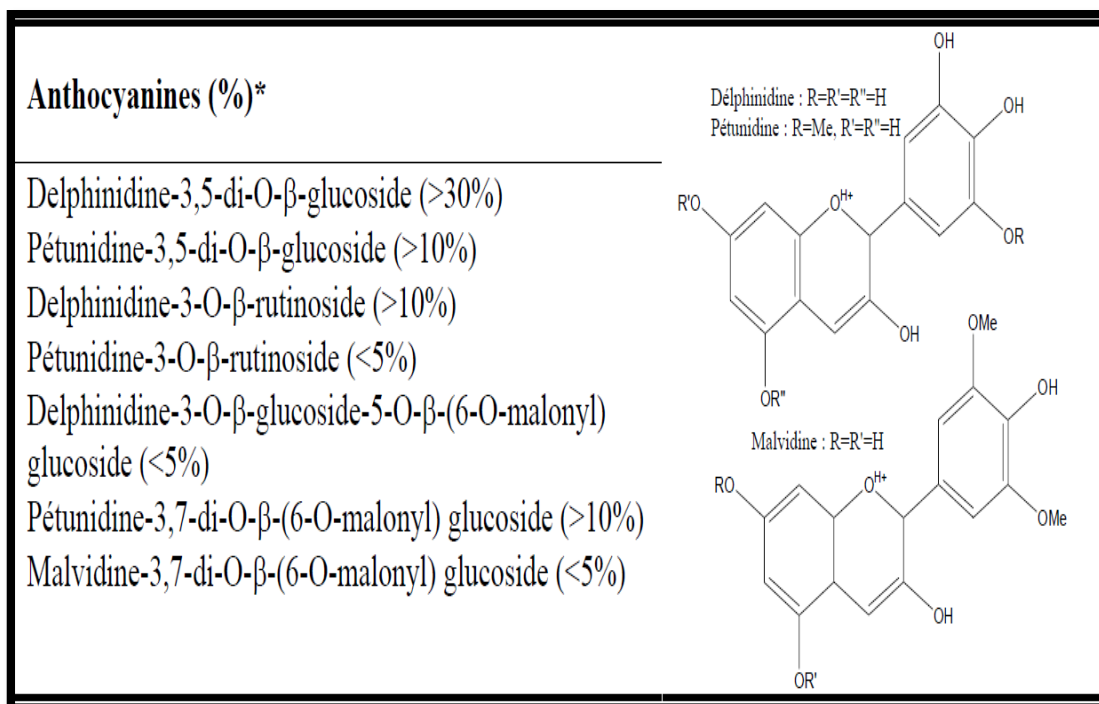 Anthocyanines (%)*
Delphinidine-3,5-di-O-β-glucoside (>30%)
Pétunidine-3,5-di-O-β-glucoside (>10%)
Delphinidine-3-O-β-rutinoside (>10%)
Pétunidine-3-O-β-rutinoside (<5%)
Delphinidine-3-O-β-glucoside-5-O-β-(6-O-malonyl)
glucoside (<5%)
Pétunidine-3,7-di-O-β-(6-O-malonyl) glucoside (>10%)
Malvidine-3,7-di-O-β-(6-O-malonyl) glucoside (<5%)
OH
Délphinidine : R=R'=R"=H
Pétunidine : R=Me, R'=R"=H
OH
R'O
OH+
OR
OH
OR"
OMe
OH
Malvidine : R=R'=H
RO
OH+
OMe
OH
OR'